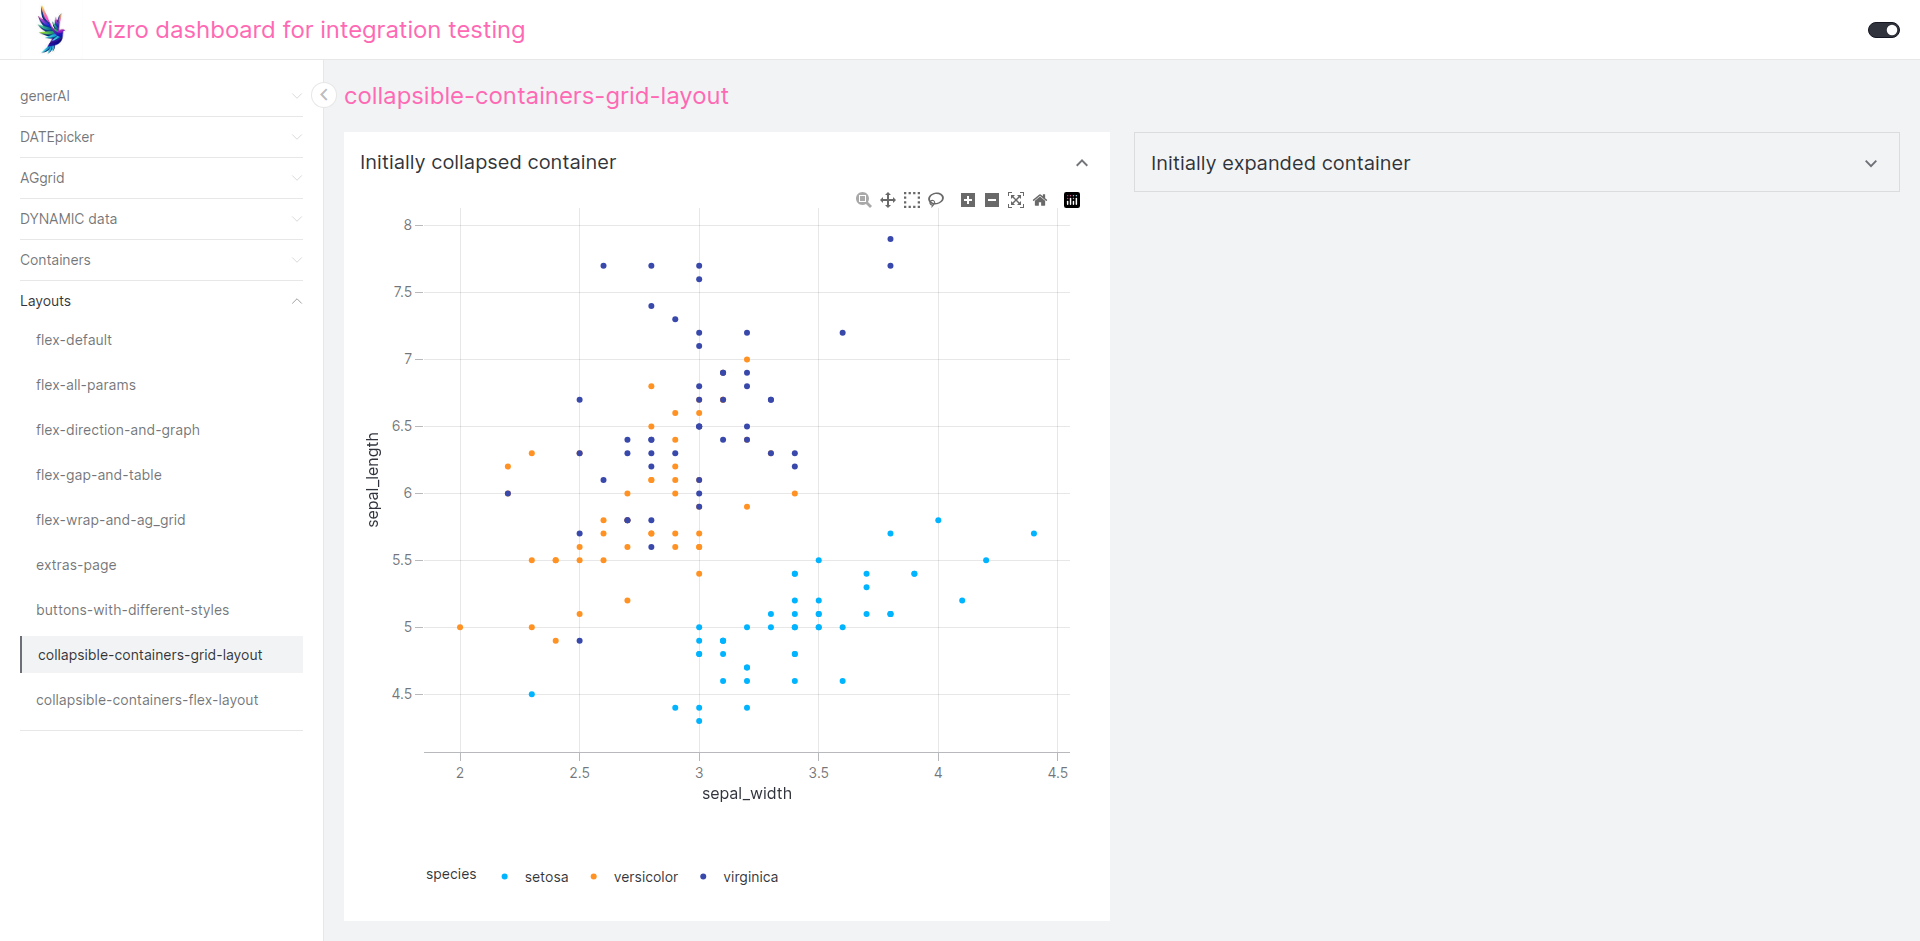 Vizro dashboard for integration testing
generAI
DATEpicker
AGgrid
DYNAMIC data
Containers
Layouts
flex-default
flex-all-params
flex-direction-and-graph
flex-gap-and-table
flex-wrap-and-ag_grid
extras-page
buttons-with-different-styles
collapsible-containers-grid-layout
collapsible-containers-flex-layout
collapsible-containers-grid-layout
Initially collapsed container
8
7.5
7
6.5
6
5.5
5
4.5
sepal_length
2 2.5 3 3.5 4 4.5
sepal_width
species setosa versicolor virginica
Initially expanded container